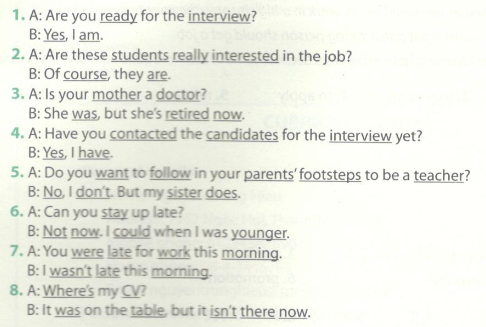 1. A: Are you ready for the interview?
B: Yes, I am.
2. A: Are these students really interested in the job?
B: Of course, they are.
3. A: Is your mother a doctor?
B: She was, but she's retired now.
4. A: Have you contacted the candidates for the interview yet?
B: Yes, I have.
5. A: Do you want to follow in your parents' footsteps to be a teacher?
B: No, I don't. But my sister does.
6. A: Can you stay up late?
B: Not now. I could when I was younger.
7. A: You were late for work this morning.
B: I wasn't late this morning.
8. A: Where's my CV?
B: It was on the table, but it isn't there now.